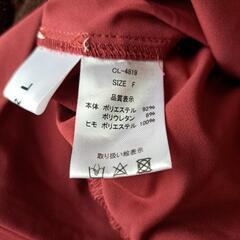 CL-4819
SIZE F
品質表示
本体 ポリエステル 92%
ポリウレタン 8%
ヒモ ポリエステル 100%
取り扱い絵表示
L